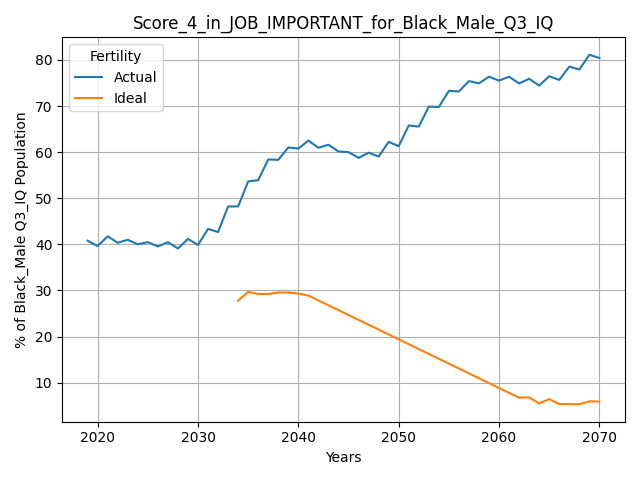 Score_4_in_JOB_IMPORTANT_for_Black_Male_Q3_IQ
Fertility
Actual
Ideal
% of Black_Male Q3_IQ Population
80
70
60
50
40
30
20
10
2020 2030 2040 2050 2060 2070
Years